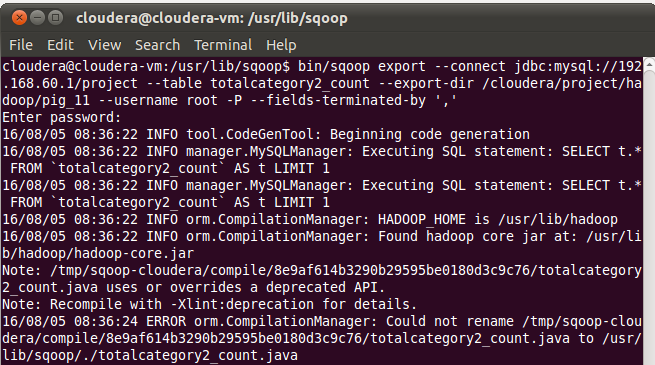 cloudera@cloudera-vm: /usr/lib/sqoop
File Edit View Search Terminal Help
cloudera@cloudera-vm:/usr/lib/sqoop$ bin/sqoop export --connect jdbc:mysql://192
.168.60.1/project --table totalcategory2_count --export-dir /cloudera/project/ha
doop/pig_11 --username root -P --fields-terminated-by ','
Enter password:
16/08/05 08:36:22 INFO tool.CodeGenTool: Beginning code generation
16/08/05 08:36:22 INFO manager.MySQLManager: Executing SQL statement: SELECT t.*
 FROM `totalcategory2_count` AS t LIMIT 1
16/08/05 08:36:22 INFO manager.MySQLManager: Executing SQL statement: SELECT t.*
 FROM `totalcategory2_count` AS t LIMIT 1
16/08/05 08:36:22 INFO orm.CompilationManager: HADOOP_HOME is /usr/lib/hadoop
16/08/05 08:36:22 INFO orm.CompilationManager: Found hadoop core jar at: /usr/li
b/hadoop/hadoop-core.jar
Note: /tmp/sqoop-cloudera/compile/8e9af614b3290b29595be0180d3c9c76/totalcategory
2_count.java uses or overrides a deprecated API.
Note: Recompile with -Xlint:deprecation for details.
16/08/05 08:36:24 ERROR orm.CompilationManager: Could not rename /tmp/sqoop-clou
dera/compile/8e9af614b3290b29595be0180d3c9c76/totalcategory2_count.java to /usr/
lib/sqoop/./totalcategory2_count.java